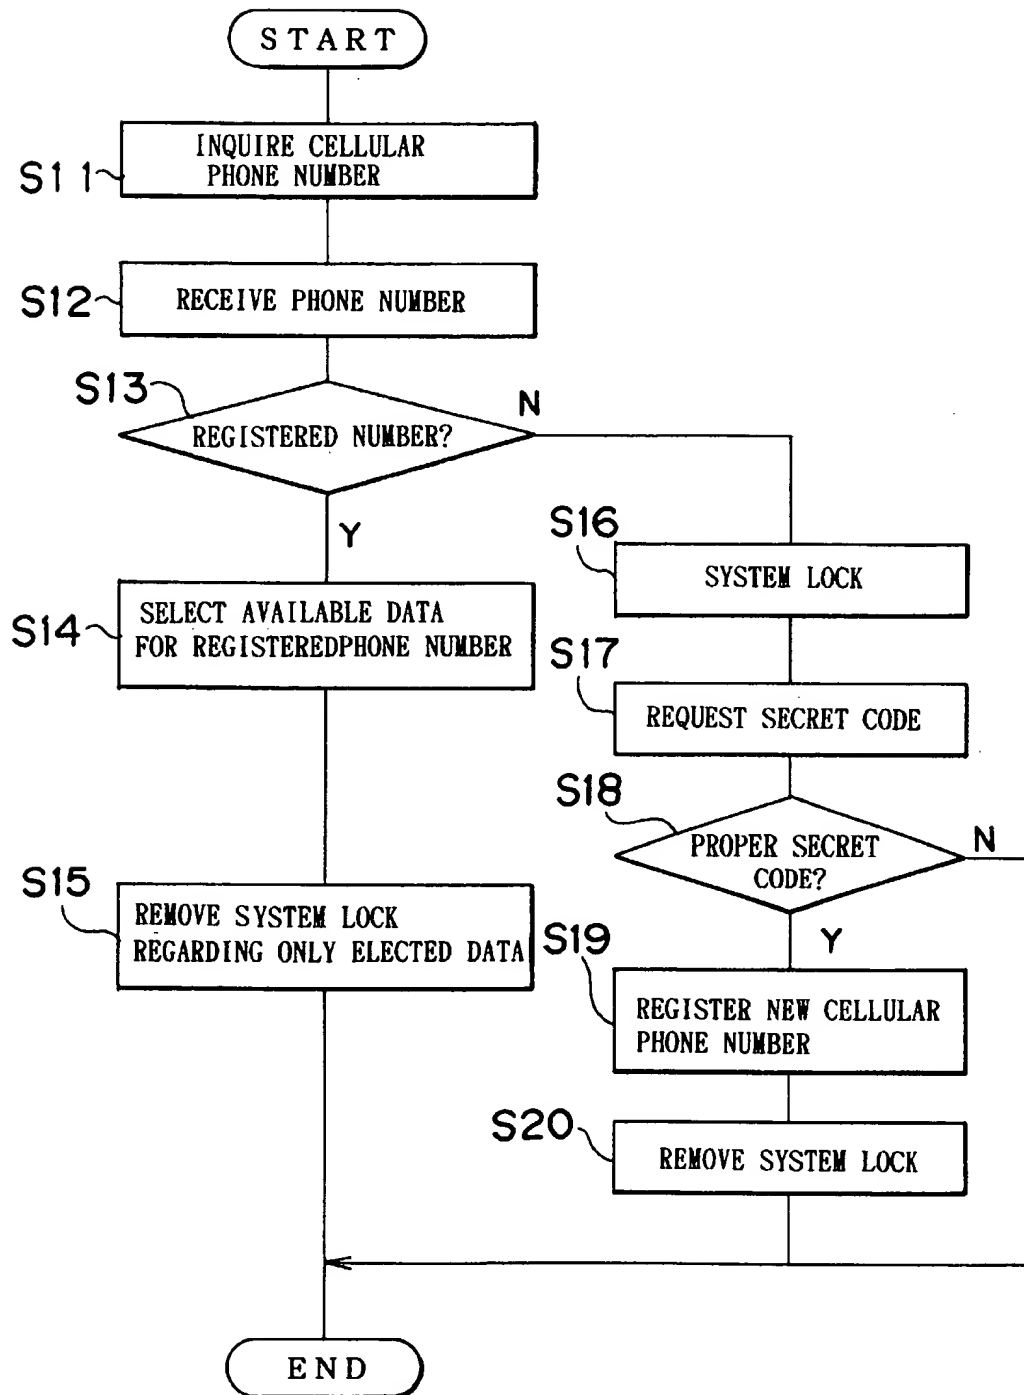 START
S11
INQUIRE CELLULAR
PHONE NUMBER
S12
RECEIVE PHONE NUMBER
S13
REGISTERED NUMBER?
N
Y
S14
SELECT AVAILABLE DATA
FOR REGISTEREDPHONE NUMBER
S15
REMOVE SYSTEM LOCK
REGARDING ONLY ELECTED DATA
S16
SYSTEM LOCK
S17
REQUEST SECRET CODE
S18
PROPER SECRET
CODE?
N
Y
S19
REGISTER NEW CELLULAR
PHONE NUMBER
S20
REMOVE SYSTEM LOCK
END